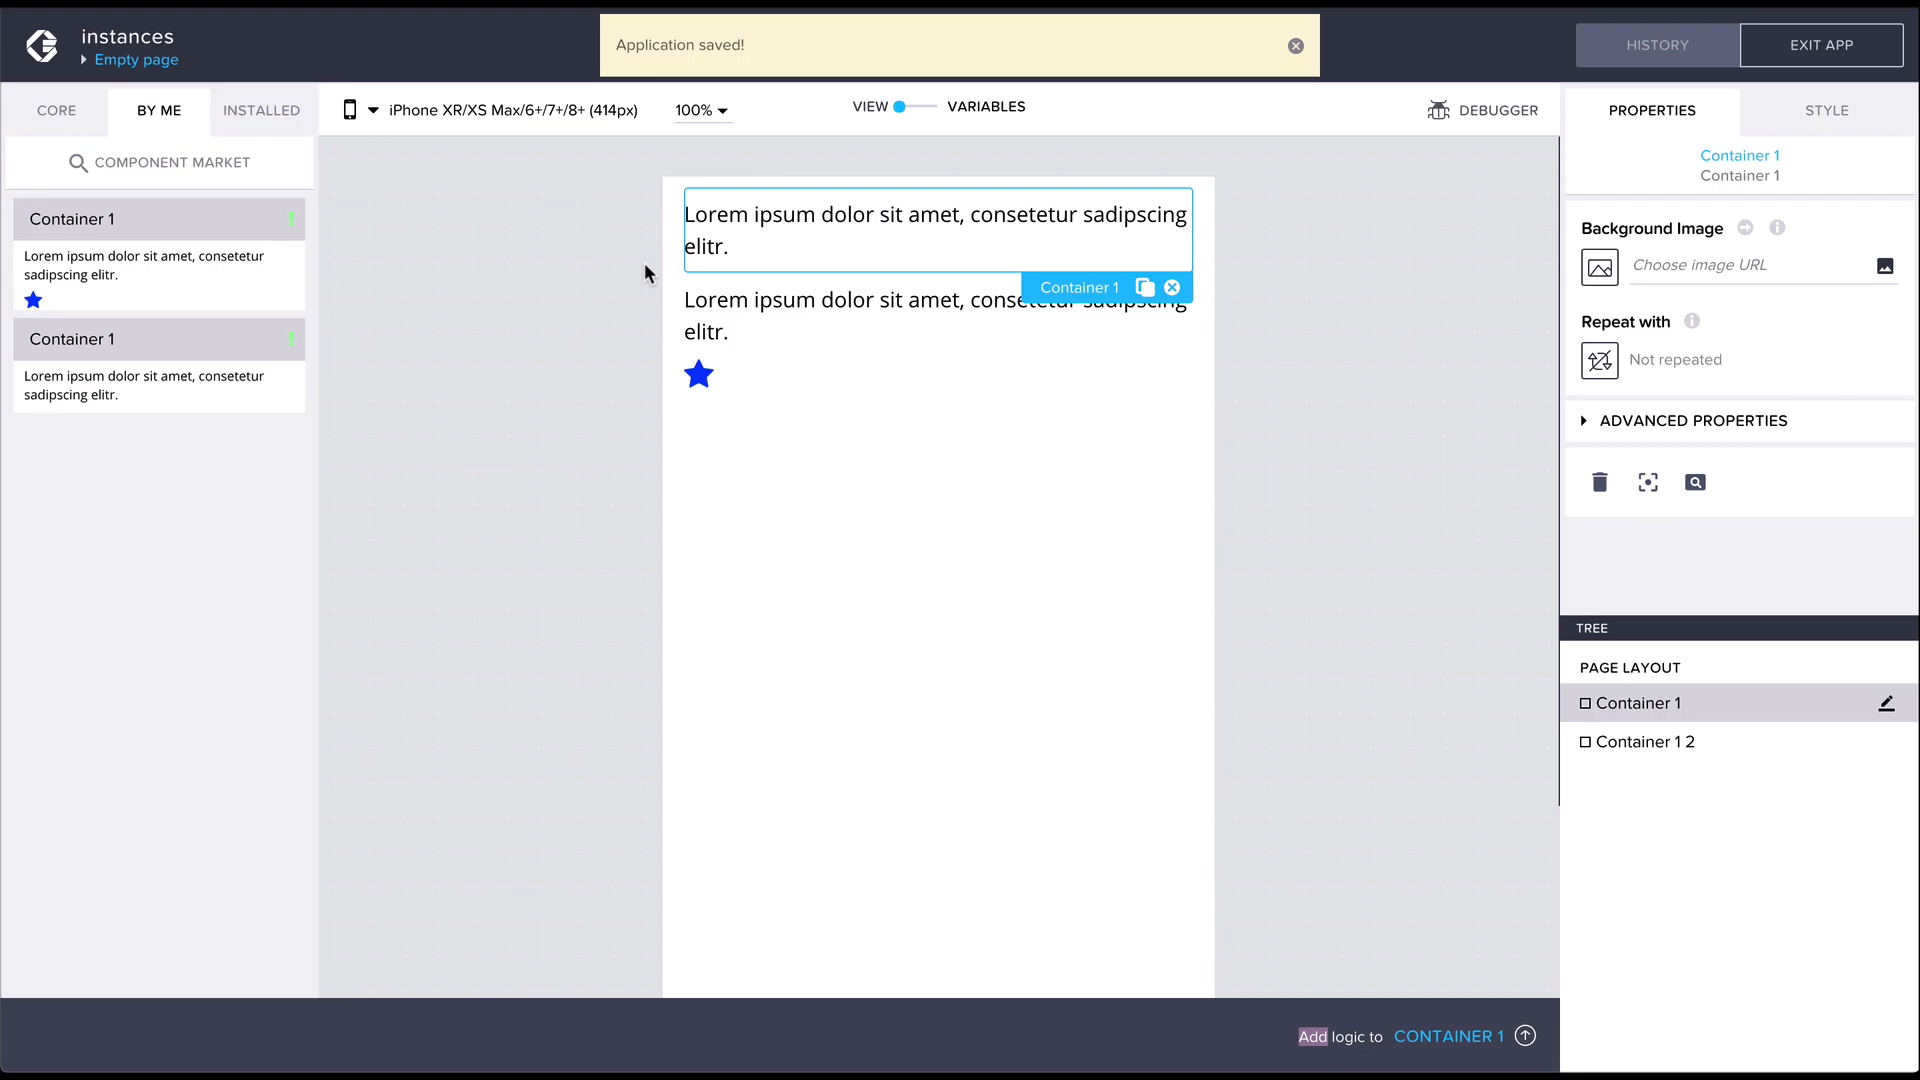 instances
Empty page
Application saved!
HISTORY
EXIT APP
CORE
BY ME
INSTALLED
iPhone XR/XS Max/6+/7+/8+ (414px)
100%
VIEW
VARIABLES
DEBUGGER
PROPERTIES
STYLE
COMPONENT MARKET
Container 1
Lorem ipsum dolor sit amet, consetetur
sadipscing elitr.
Container 1
Lorem ipsum dolor sit amet, consetetur
sadipscing elitr.
Lorem ipsum dolor sit amet, consetetur sadipscing
elitr.
Container 1
Lorem ipsum dolor sit amet, consetetur sadipscing
elitr.
Container 1
Container 1
Background Image
Choose image URL
Repeat with
Not repeated
ADVANCED PROPERTIES
TREE
PAGE LAYOUT
Container 1
Container 1 2
Add logic to CONTAINER 1